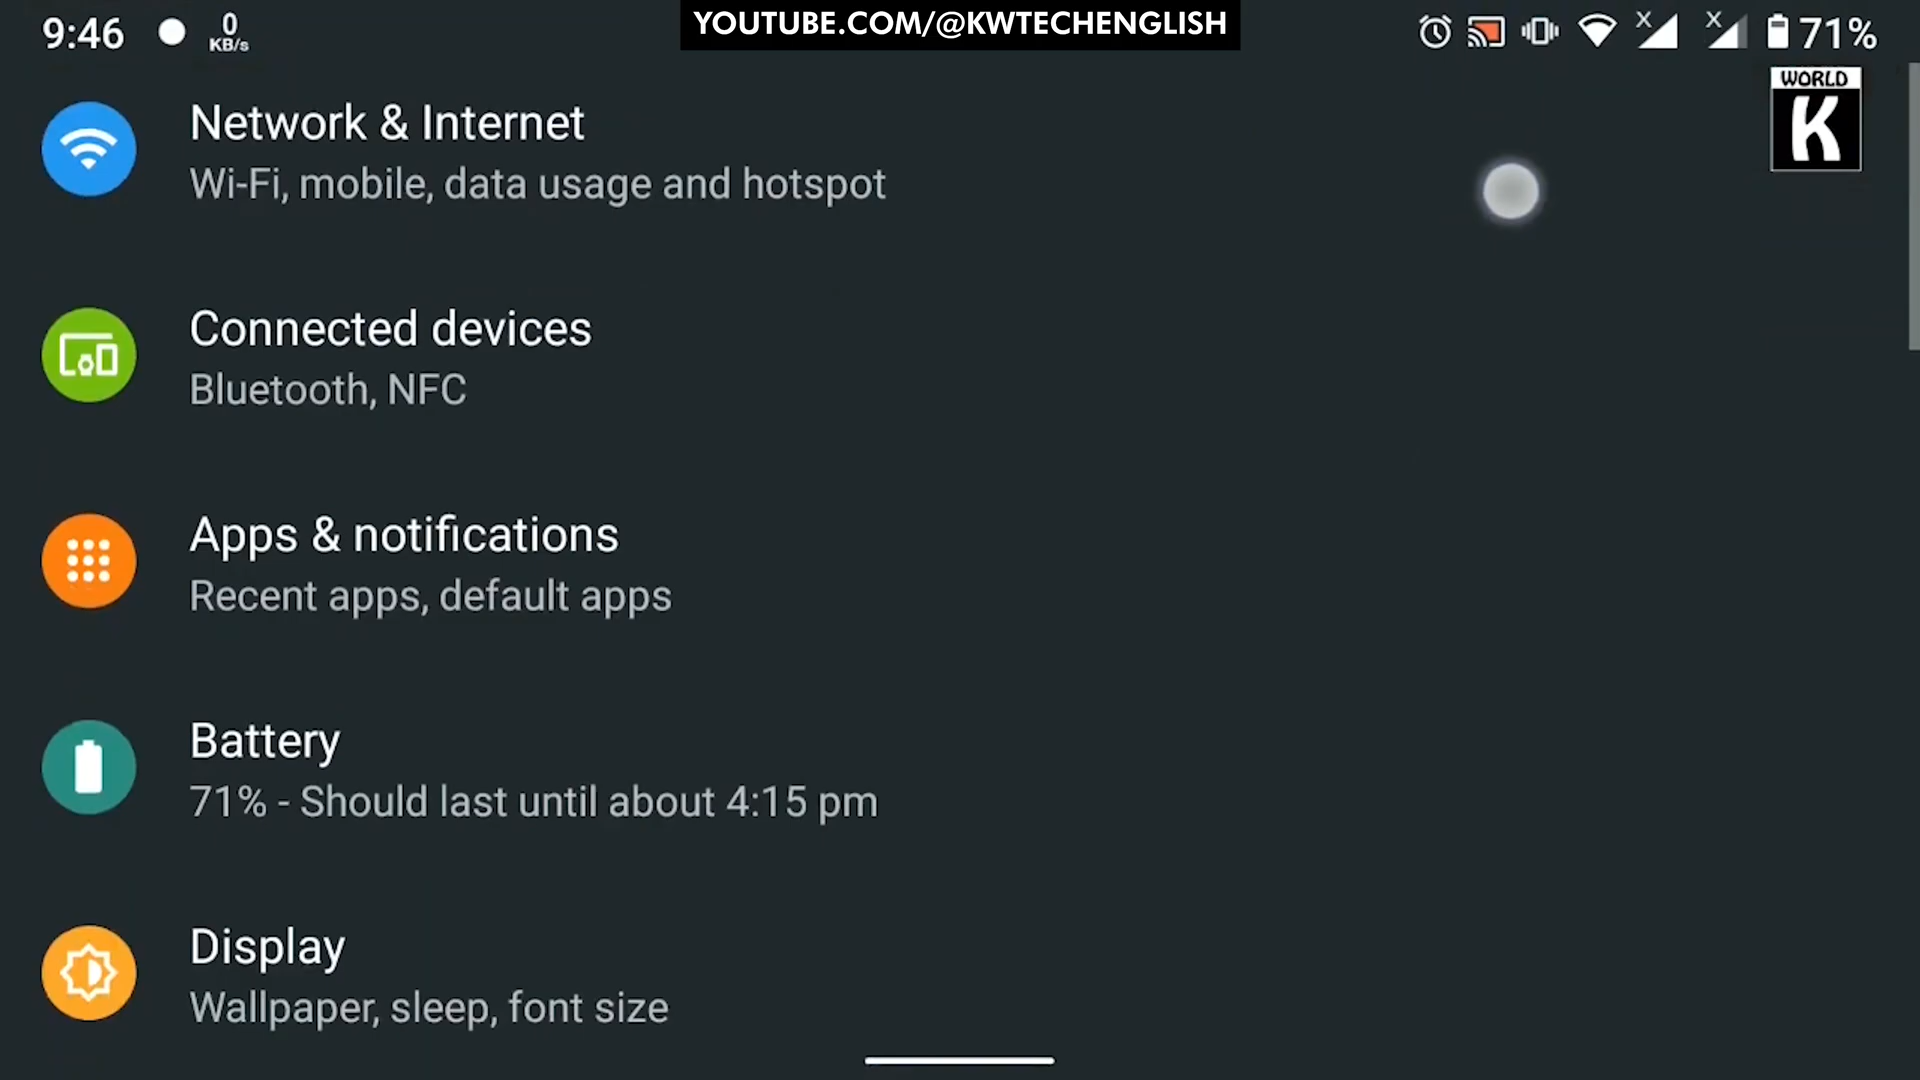 9:46
0
KB/s
YOUTUBE.COM/@KWTECHENGLISH
X
X
71%
WORLD
K
Network & Internet
Wi-Fi, mobile, data usage and hotspot
Connected devices
Bluetooth, NFC
Apps & notifications
Recent apps, default apps
Battery
71% - Should last until about 4:15 pm
Display
Wallpaper, sleep, font size